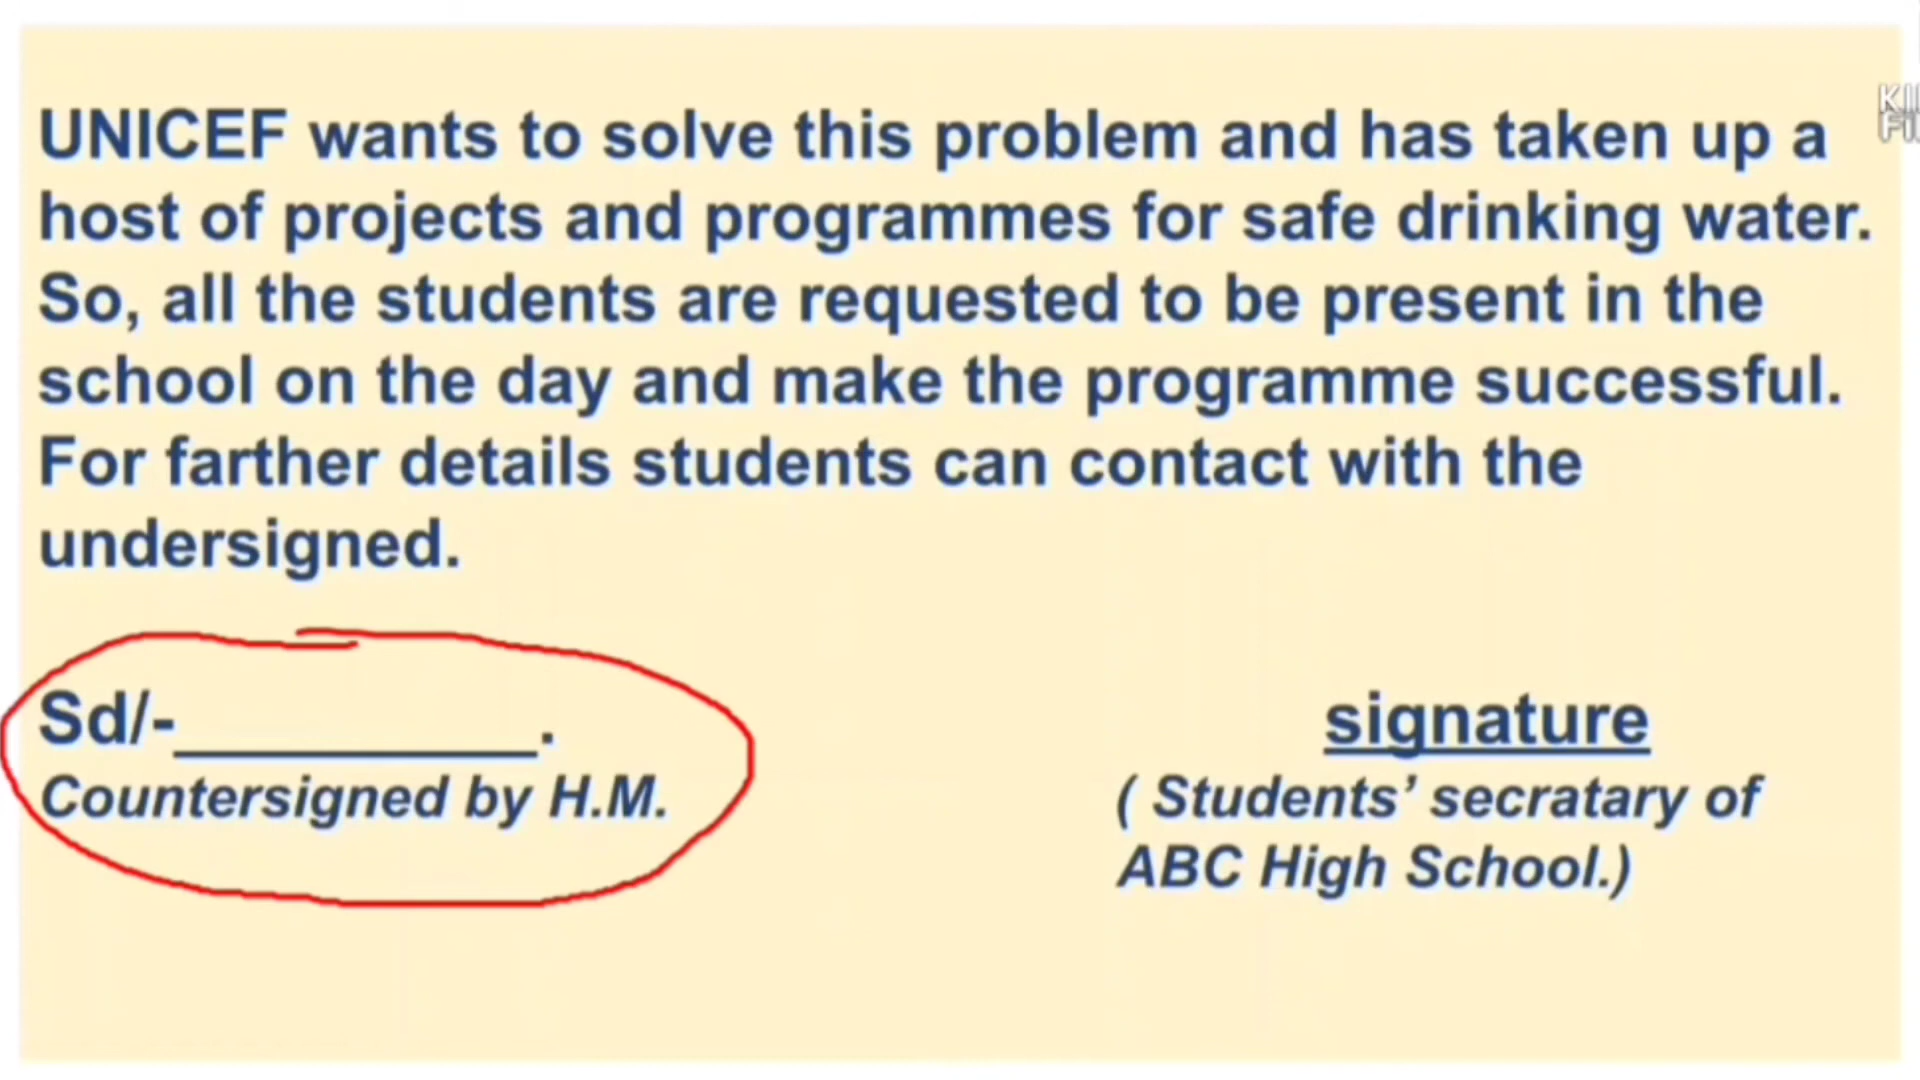 UNICEF wants to solve this problem and has taken up a
host of projects and programmes for safe drinking water.
So, all the students are requested to be present in the
school on the day and make the programme successful.
For farther details students can contact with the
undersigned.
Sd/-__________.
Countersigned by H.M.
signature
( Students’ secratary of
ABC High School.)